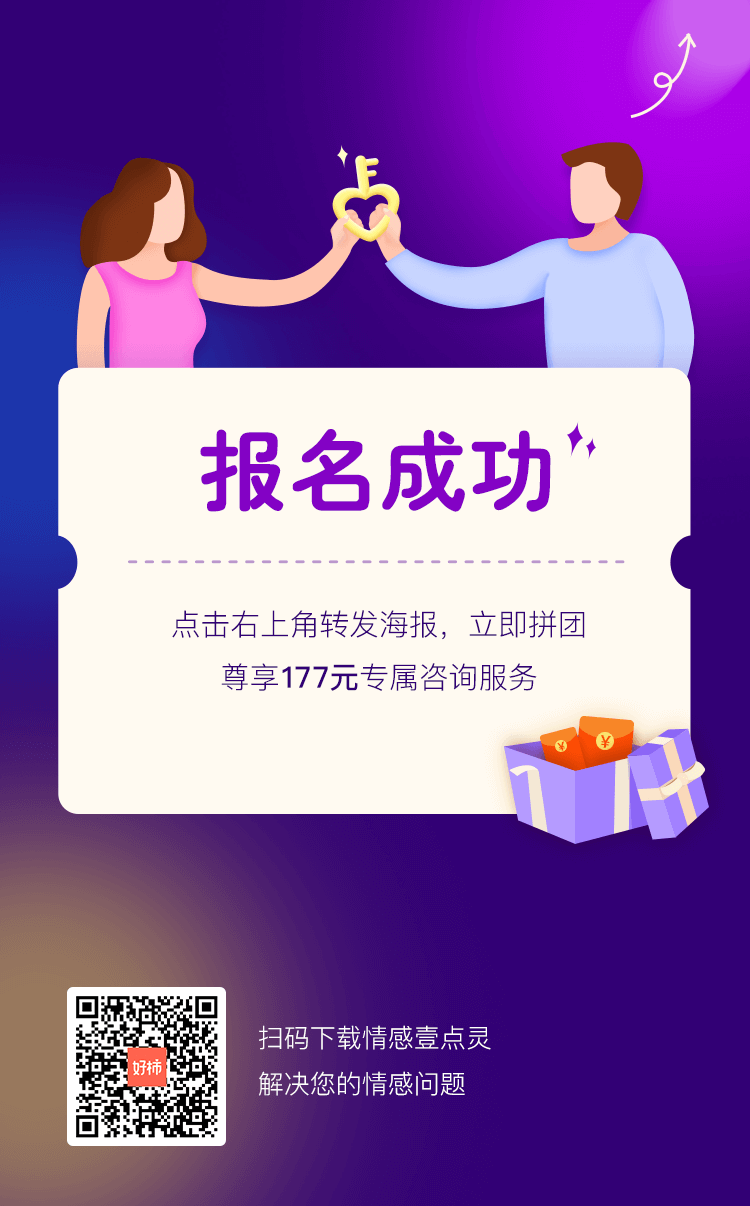 报名成功
点击右上角转发海报，立即拼团
尊享177元专属咨询服务
¥
¥
好柿
扫码下载情感壹点灵
解决您的情感问题